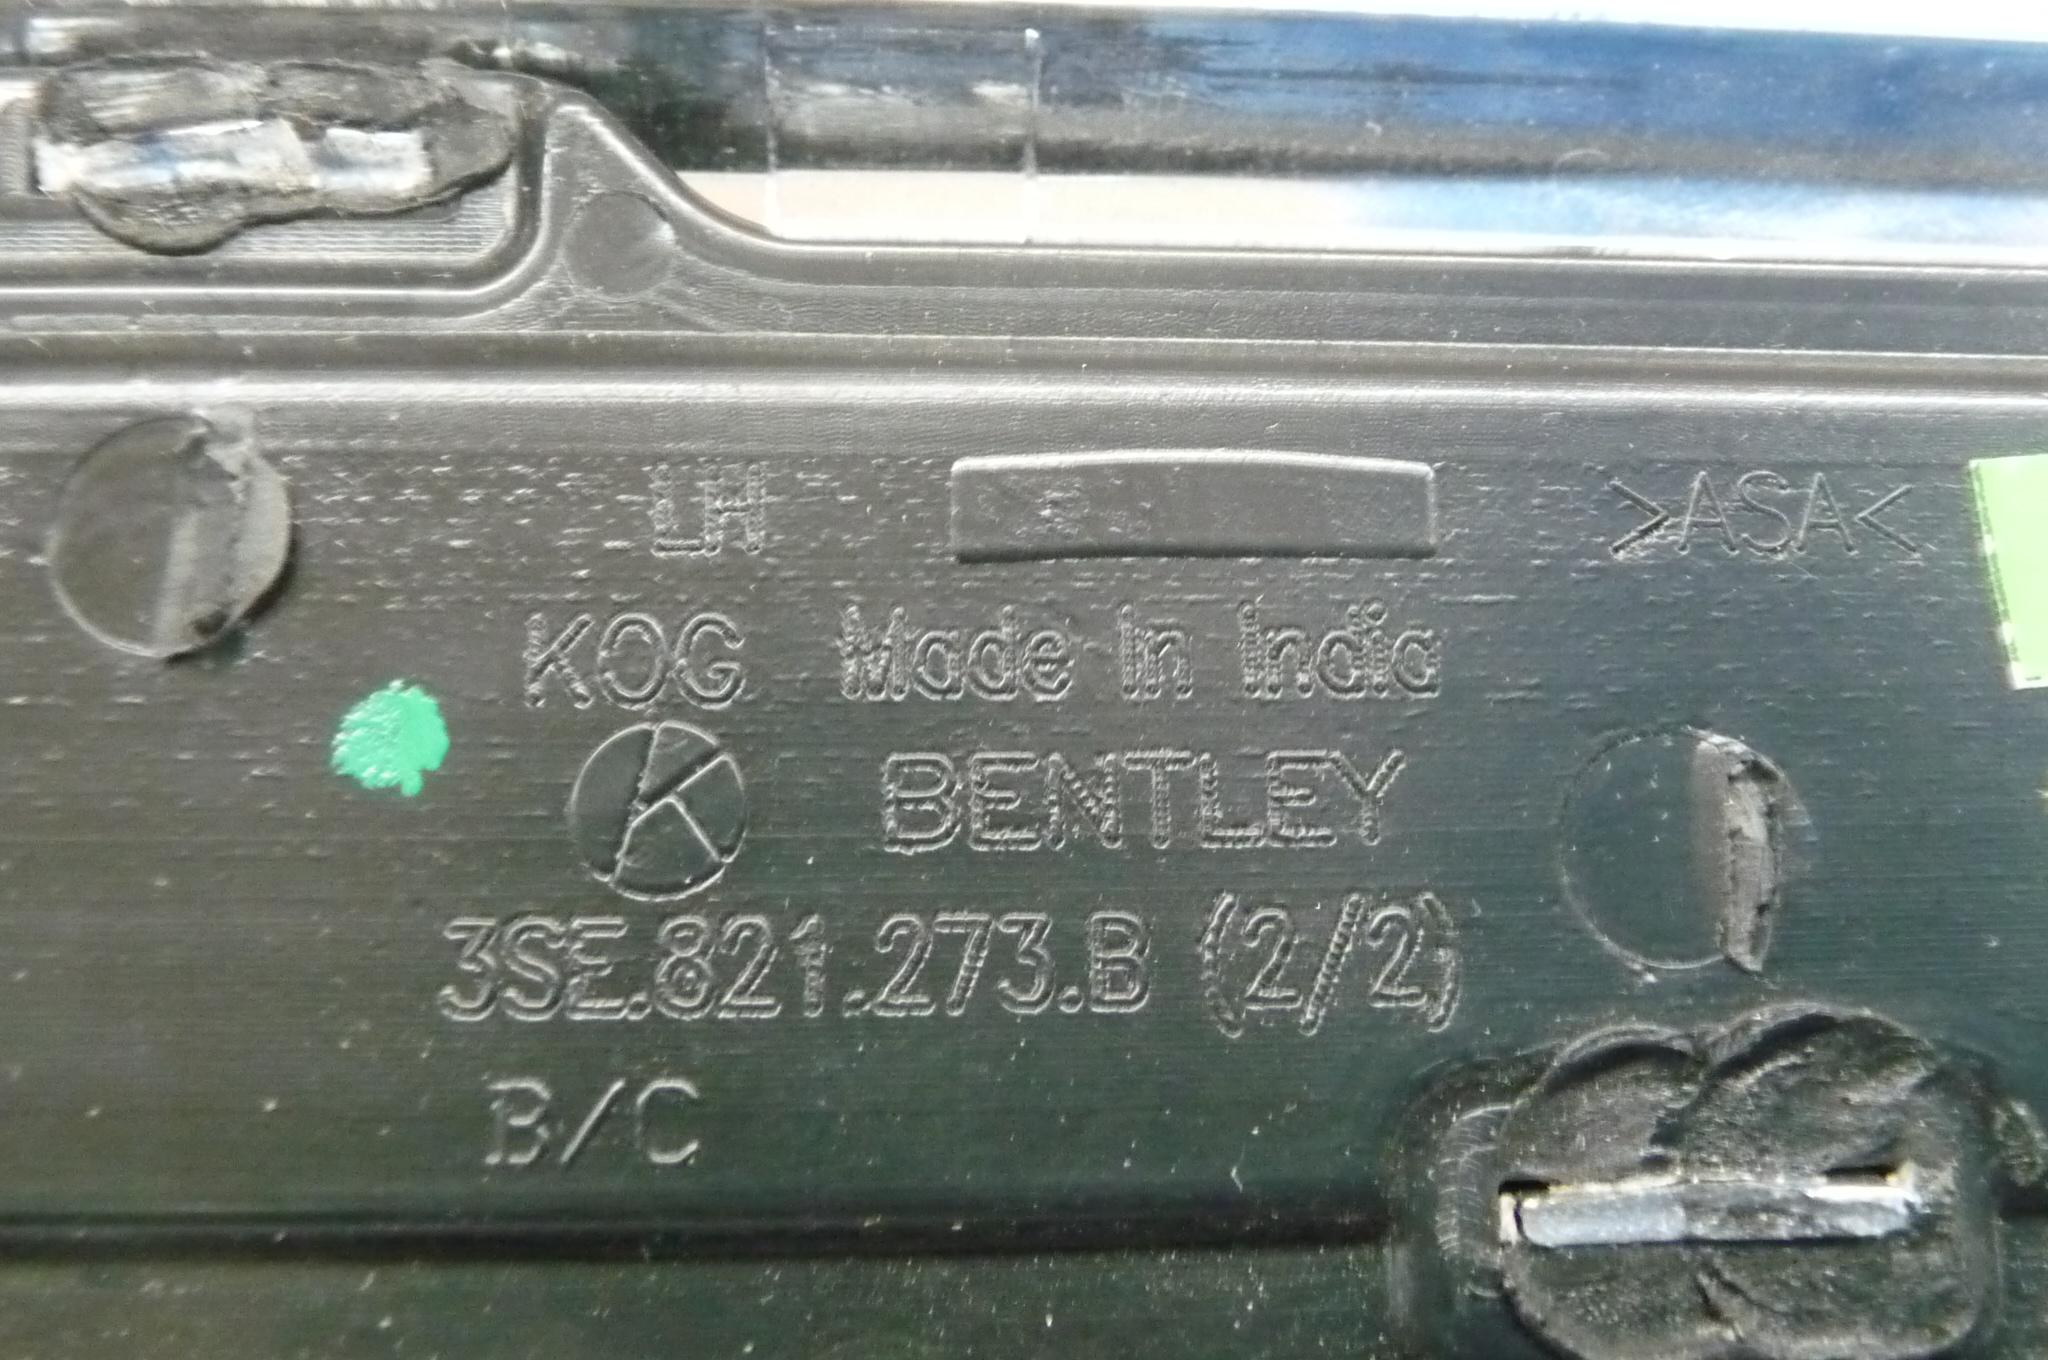 LH >ASA<
KOG Made In India
K BENTLEY
3SE.821.273.B (2/2)
B/C